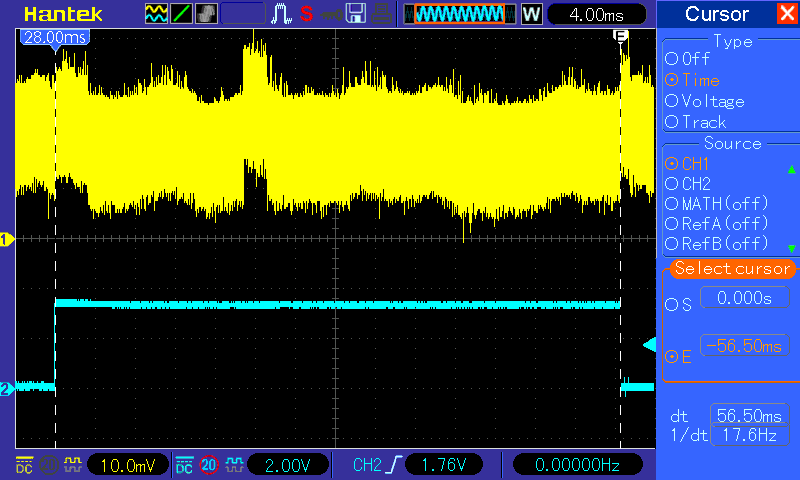 Hantek S W 4.00ms Cursor
28.00ms E
Type
Off
Time
Voltage
Track
Source
CH1
CH2
MATH(off)
RefA(off)
RefB(off)
Select cursor
S 0.000s
E -56.50ms
dt 56.50ms
1/dt 17.6Hz
1
2
DC 20 10.0mV DC 20 2.00V CH2 1.76V 0.00000Hz